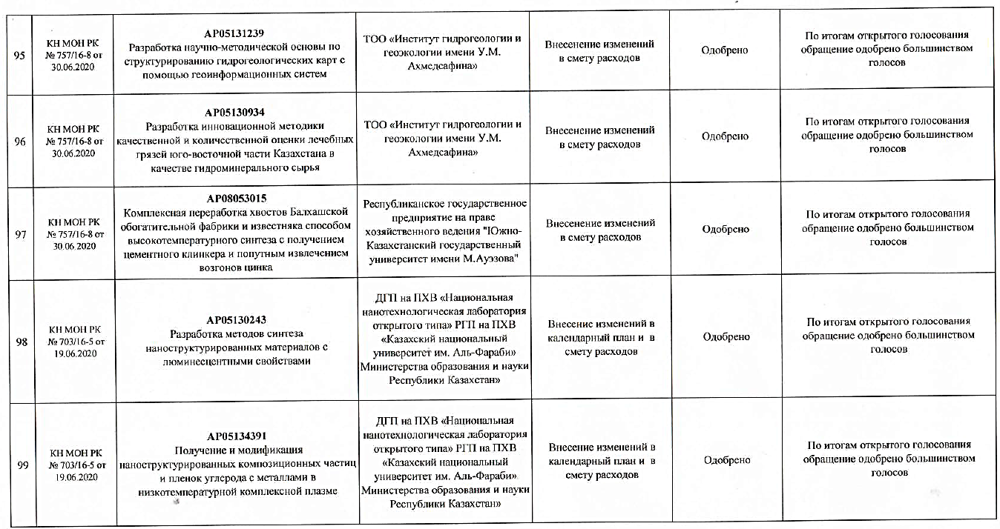 95
КН МОН РК
№ 757/16-8 от
30.06.2020
АР05131239
Разработка научно-методической основы по
структурированию гидрогеологических карт с
помощью геоинформационных систем
ТОО «Институт гидрогеологии и
геоэкологии имени У.М.
Ахмедсафина»
Внесенение изменений
в смету расходов
Одобрено
По итогам открытого голосования
обращение одобрено большинством
голосов
96
КН МОН РК
№ 757/16-8 от
30.06.2020
АР05130934
Разработка инновационной методики
качественной и количественной оценки лечебных
грязей юго-восточной части Казахстана в
качестве гидроминерального сырья
ТОО «Институт гидрогеологии и
геоэкологии имени У.М.
Ахмедсафина»
Внесенение изменений
в смету расходов
Одобрено
По итогам открытого голосования
обращение одобрено большинством
голосов
97
КН МОН РК
№ 757/16-8 от
30.06.2020
АР08053015
Комплексная переработка хвостов Балхашской
обогатительной фабрики и известняка способом
высокотемпературного синтеза с получением
цементного клинкера и попутным извлечением
возгонов цинка
Республиканское государственное
предприятие на праве
хозяйственного ведения "Южно-
Казахстанский государственный
университет имени М.Ауэзова"
Внесенение изменений
в смету расходов
Одобрено
По итогам открытого голосования
обращение одобрено большинством
голосов
98
КН МОН РК
№ 703/16-5 от
19.06.2020
АР05130243
Разработка методов синтеза
наноструктурированных материалов с
люминесцентными свойствами
ДГП на ПХВ «Национальная
нанотехнологическая лаборатория
открытого типа» РГП на ПХВ
«Казахский национальный
университет им. Аль-Фараби»
Министерства образования и науки
Республики Казахстан»
Внесение изменений в
календарный план и в
смету расходов
Одобрено
По итогам открытого голосования
обращение одобрено большинством
голосов
99
КН МОН РК
№ 703/16-5 от
19.06.2020
АР05134391
Получение и модификация
наноструктурированных композиционных частиц
и пленок углерода с металлами в
низкотемпературной комплексной плазме
ДГП на ПХВ «Национальная
нанотехнологическая лаборатория
открытого типа» РГП на ПХВ
«Казахский национальный
университет им. Аль-Фараби»
Министерства образования и науки
Республики Казахстан»
Внесение изменений в
календарный план и в
смету расходов
Одобрено
По итогам открытого голосования
обращение одобрено большинством
голосов